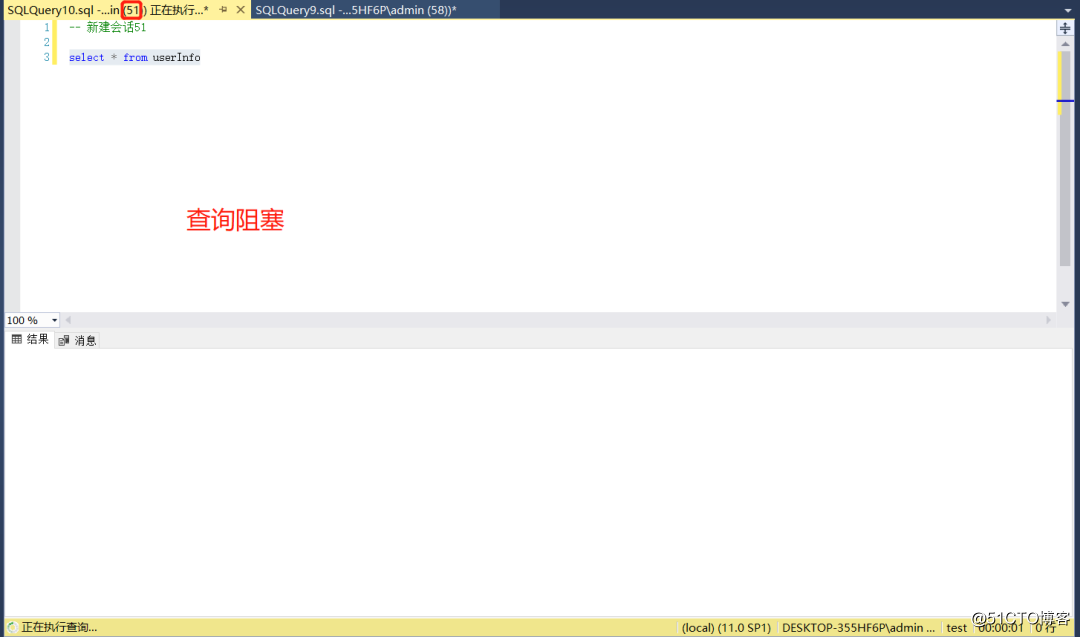 SQLQuery10.sql -...in (51)) 正在执行...* SQLQuery9.sql -...5HF6P\admin (58))*
1 -- 新建会话51
2
3 select * from userInfo
查询阻塞
100 %
结果 消息
正在执行查询... (local) (11.0 SP1) DESKTOP-355HF6P\admin ... test 00:00:01 0 行
@51CTO博客